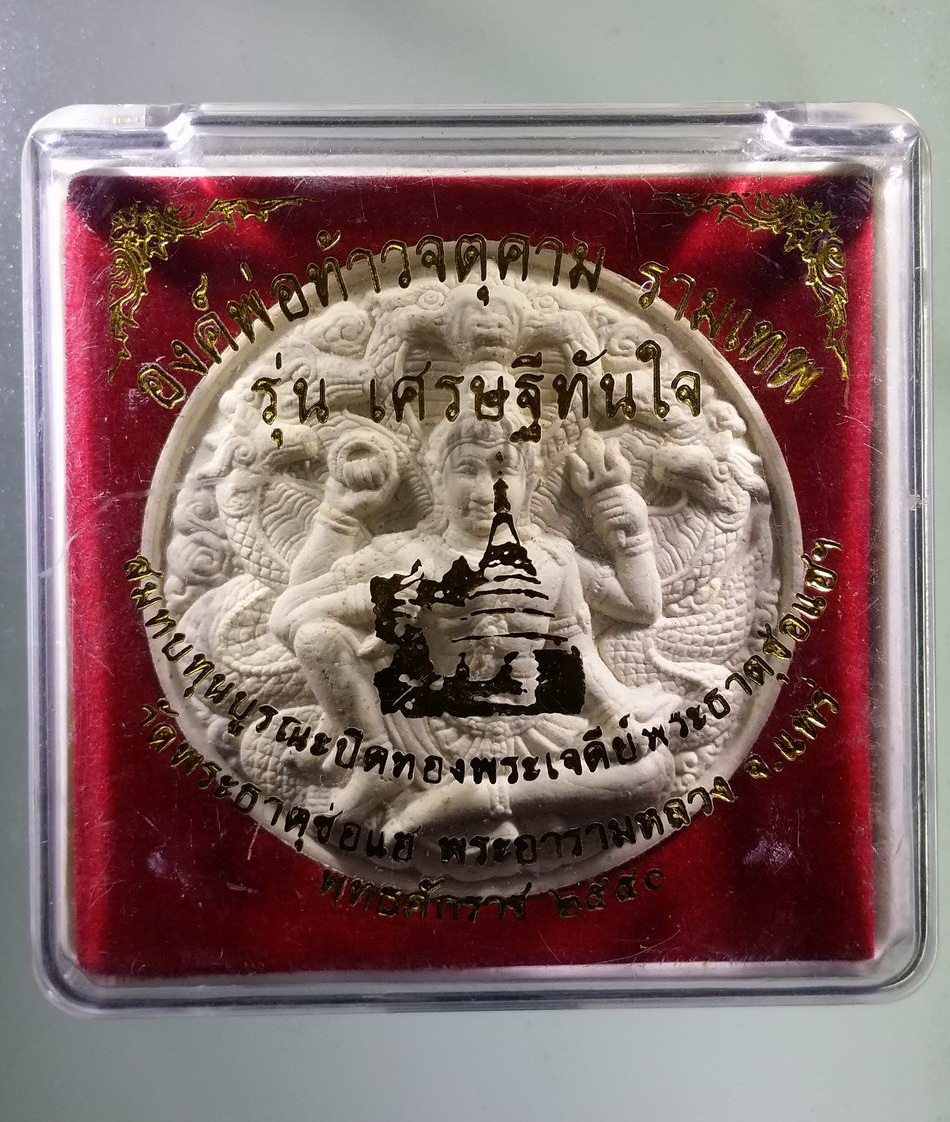 องค์พ่อท้าวจตุคาม รามเทพ
รุ่น เศรษฐีทันใจ
สมทบทุนบูรณะปิดทองพระเจดีย์พระธาตุช่อแฮฯ
วัดพระธาตุช่อแฮ พระอารามหลวง จ.แพร่
พุทธศักราช ๒๕๕๐